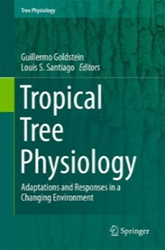 Tree Physiology
Guillermo Goldstein
Louis S. Santiago Editors
Tropical
Tree
Physiology
Adaptations and Responses in a
Changing Environment
Springer